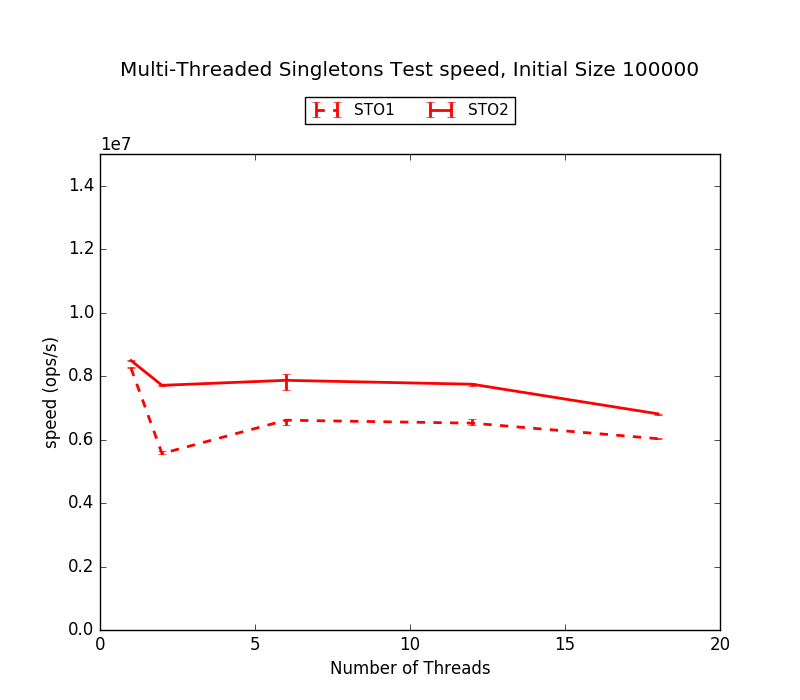 Multi-Threaded Singletons Test speed, Initial Size 100000
STO1 STO2
1e7
1.4
1.2
1.0
0.8
0.6
0.4
0.2
0.0
speed (ops/s)
0 5 10 15 20
Number of Threads